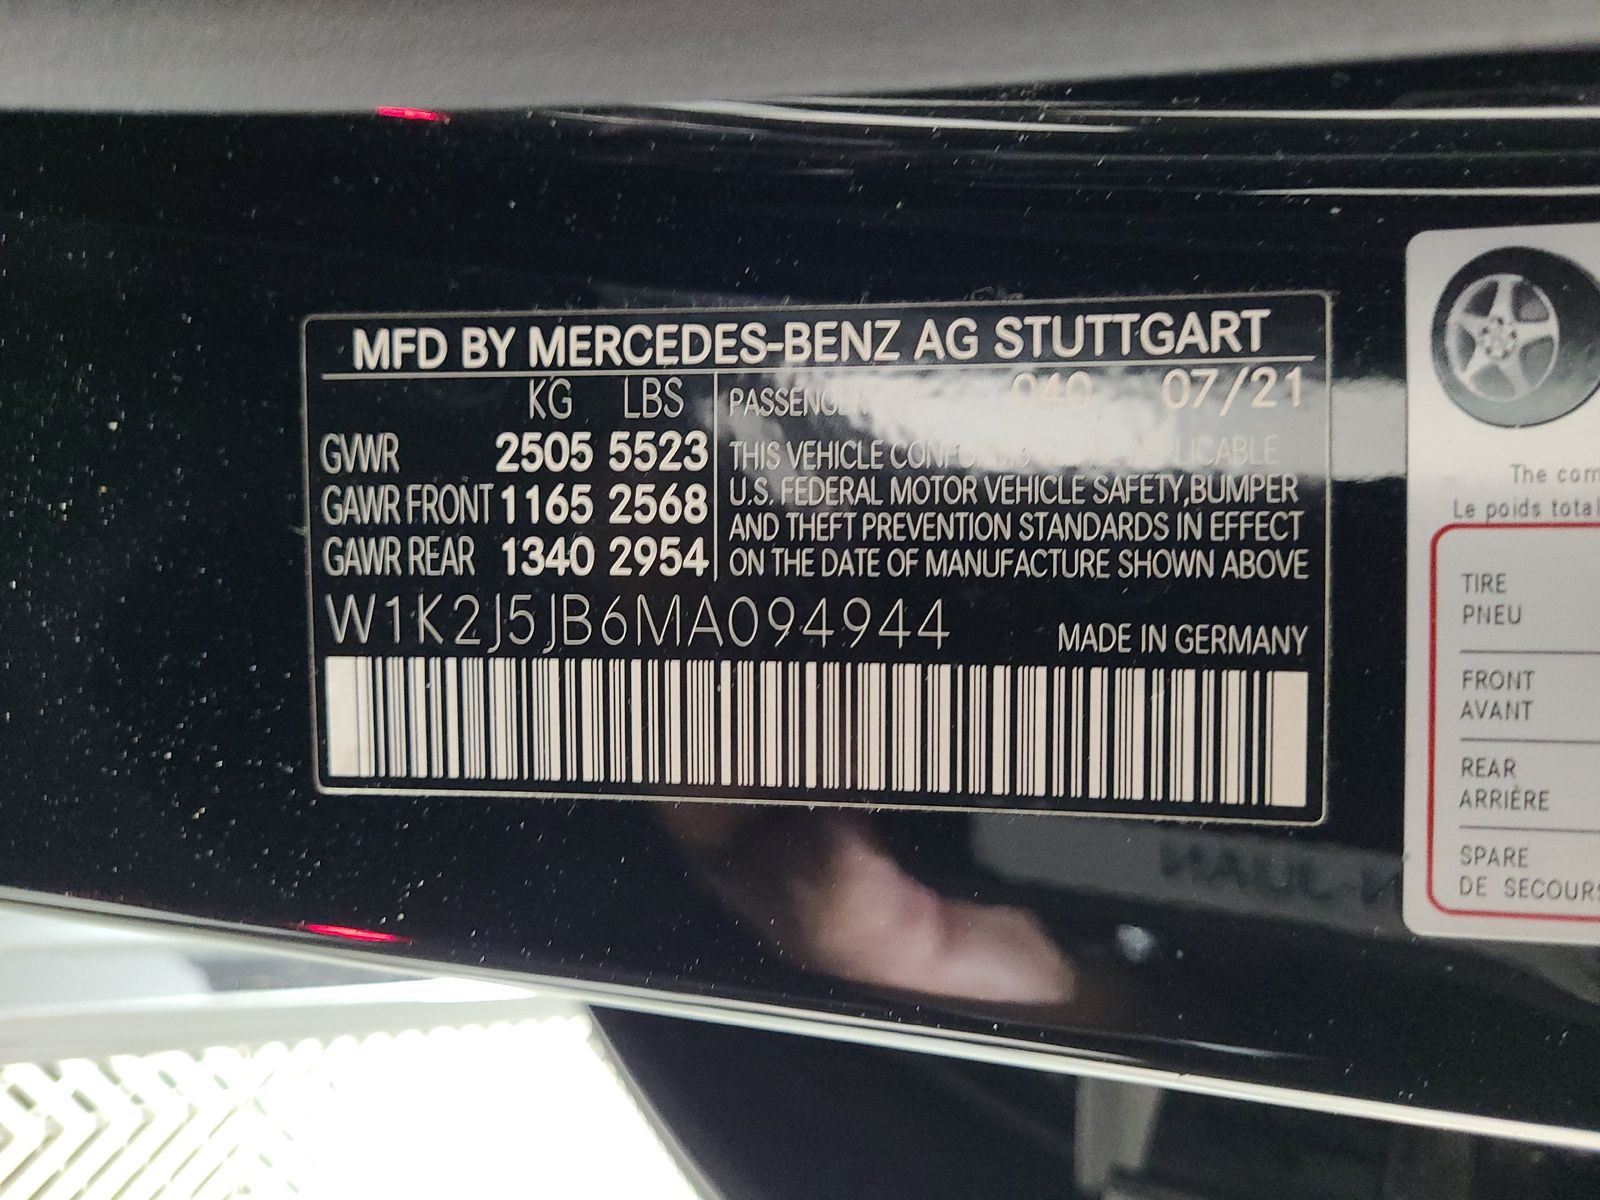 MFD BY MERCEDES-BENZ AG STUTTGART
KG LBS
GVWR 2505 5523
GAWR FRONT 1165 2568
GAWR REAR 1340 2954
040 07/21
THIS VEHICLE
U.S. FEDERAL MOTOR VEHICLE SAFETY,BUMPER
AND THEFT PREVENTION STANDARDS IN EFFECT
ON THE DATE OF MANUFACTURE SHOWN ABOVE
W1K2J5JB6MA094944
MADE IN GERMANY
The
Le poids total
TIRE
PNEU
FRONT
AVANT
REAR
ARRIÈRE
SPARE
DE SECOURS